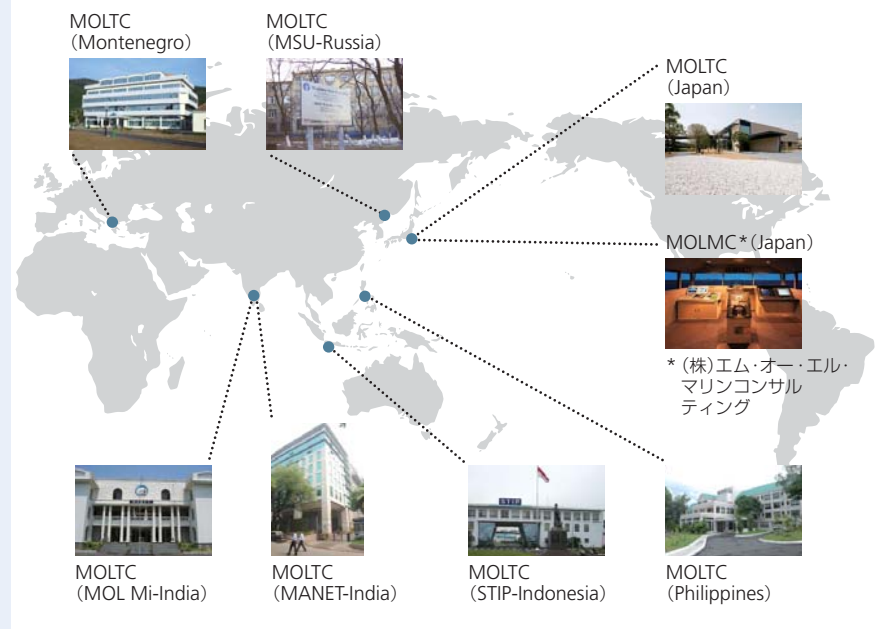 MOLTC
（Montenegro）
MOLTC
（MSU-Russia）
MOLTC
（Japan）
MOLMC*（Japan）
*（株）エム・オー・エル・
マリンコンサル
ティング
STIP
MOLTC
（MOL Mi-India）
MOLTC
（MANET-India）
MOLTC
（STIP-Indonesia）
MOLTC
（Philippines）